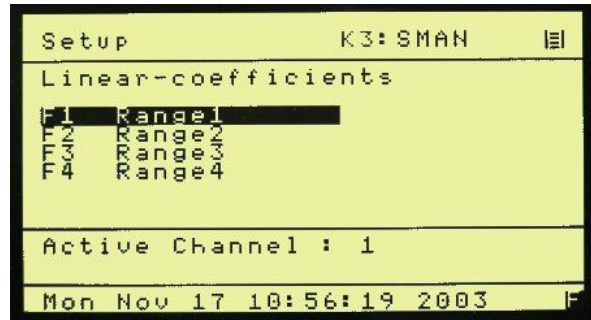 Setup K3:SMAN
Linear-coefficients
F1 Range1
F2 Range2
F3 Range3
F4 Range4
Active Channel : 1
Mon Nov 17 10:56:19 2003 F